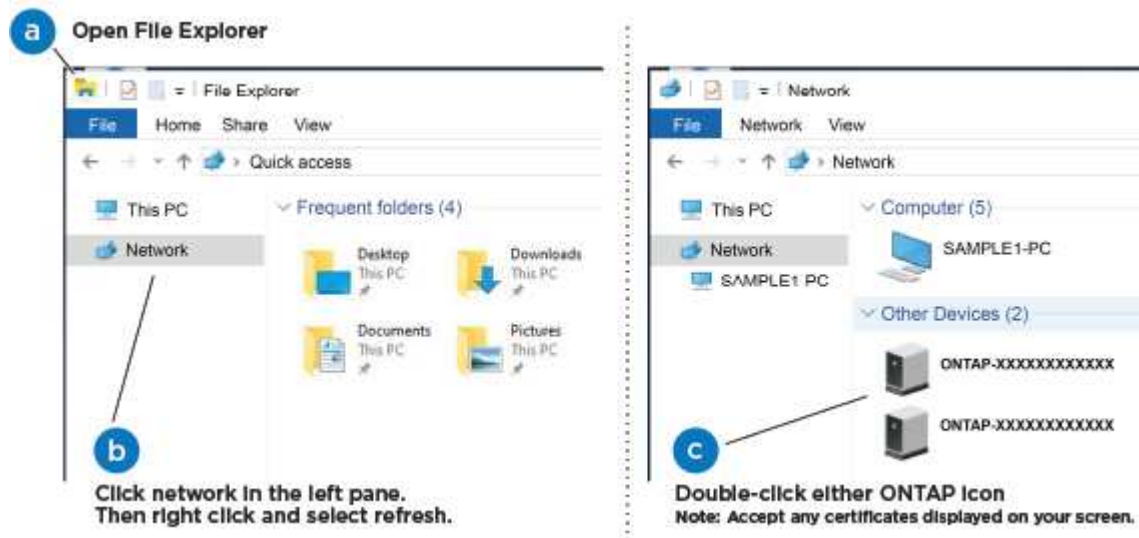 a Open File Explorer
File Explorer
File Home Share View
Quick access
This PC
Network
Frequent folders (4)
Desktop
This PC
Downloads
This PC
Documents
This PC
Pictures
This PC
b
Click network in the left pane.
Then right click and select refresh.
Network
File Network View
Network
This PC
Network
SAMPLE1 PC
Computer (5)
SAMPLE1-PC
Other Devices (2)
ONTAP-XXXXXXXXXXXX
ONTAP-XXXXXXXXXXXX
c
Double-click either ONTAP icon
Note: Accept any certificates displayed on your screen.